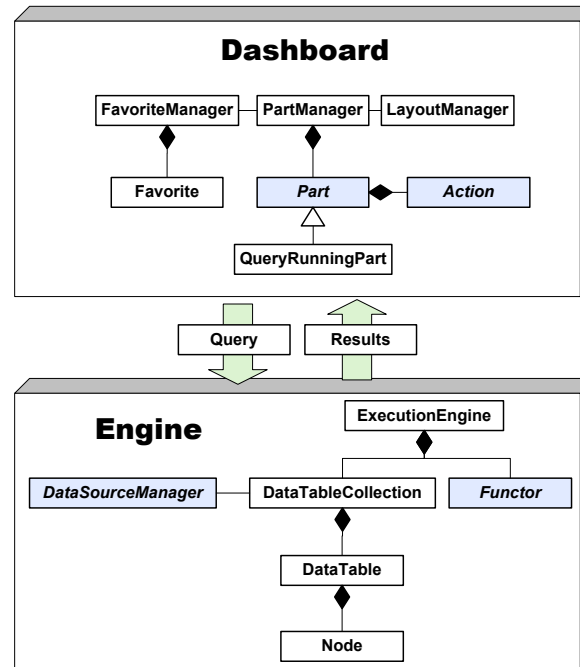 Dashboard
FavoriteManager
PartManager
LayoutManager
Favorite
Part
Action
QueryRunningPart
Query
Results
Engine
ExecutionEngine
DataSourceManager
DataTableCollection
Functor
DataTable
Node